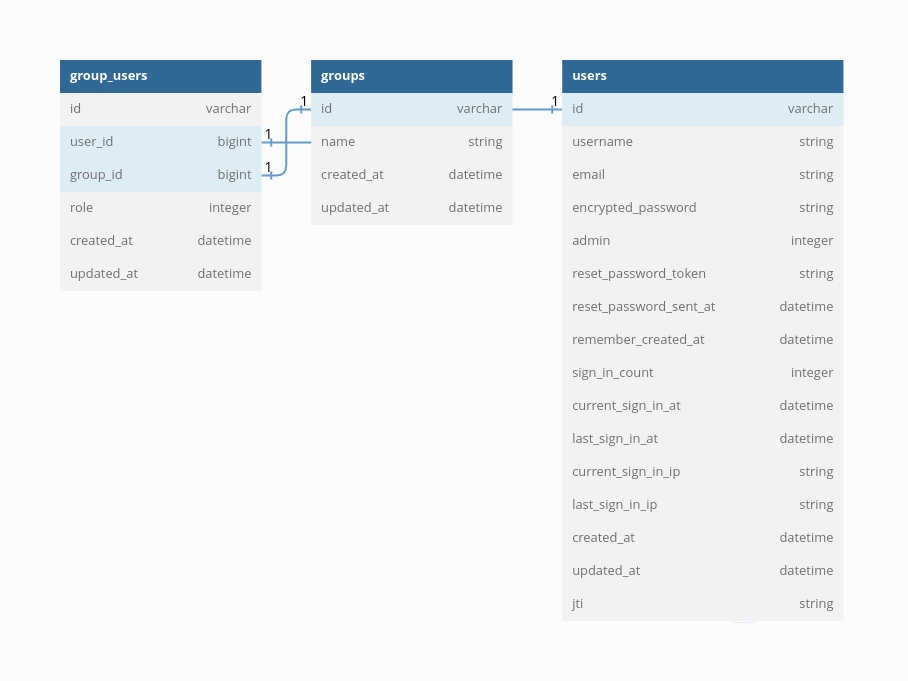 group_users
id varchar
user_id bigint 1
group_id bigint 1
role integer
created_at datetime
updated_at datetime
groups
1 id varchar
name string
created_at datetime
updated_at datetime
users
1 id varchar
username string
email string
encrypted_password string
admin integer
reset_password_token string
reset_password_sent_at datetime
remember_created_at datetime
sign_in_count integer
current_sign_in_at datetime
last_sign_in_at datetime
current_sign_in_ip string
last_sign_in_ip string
created_at datetime
updated_at datetime
jti string